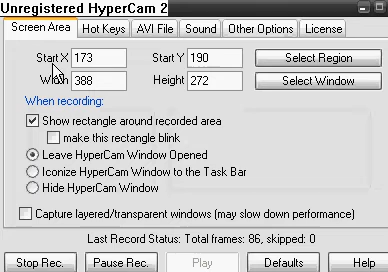 Unregistered HyperCam 2
Screen Area Hot Keys AVI File Sound Other Options License
Start X 173 Start Y 190 Select Region
Width 388 Height 272 Select Window
When recording:
Show rectangle around recorded area
make this rectangle blink
Leave HyperCam Window Opened
Iconize HyperCam Window to the Task Bar
Hide HyperCam Window
Capture layered/transparent windows (may slow down performance)
Last Record Status: Total frames: 86, skipped: 0
Stop Rec. Pause Rec. Play Defaults Help